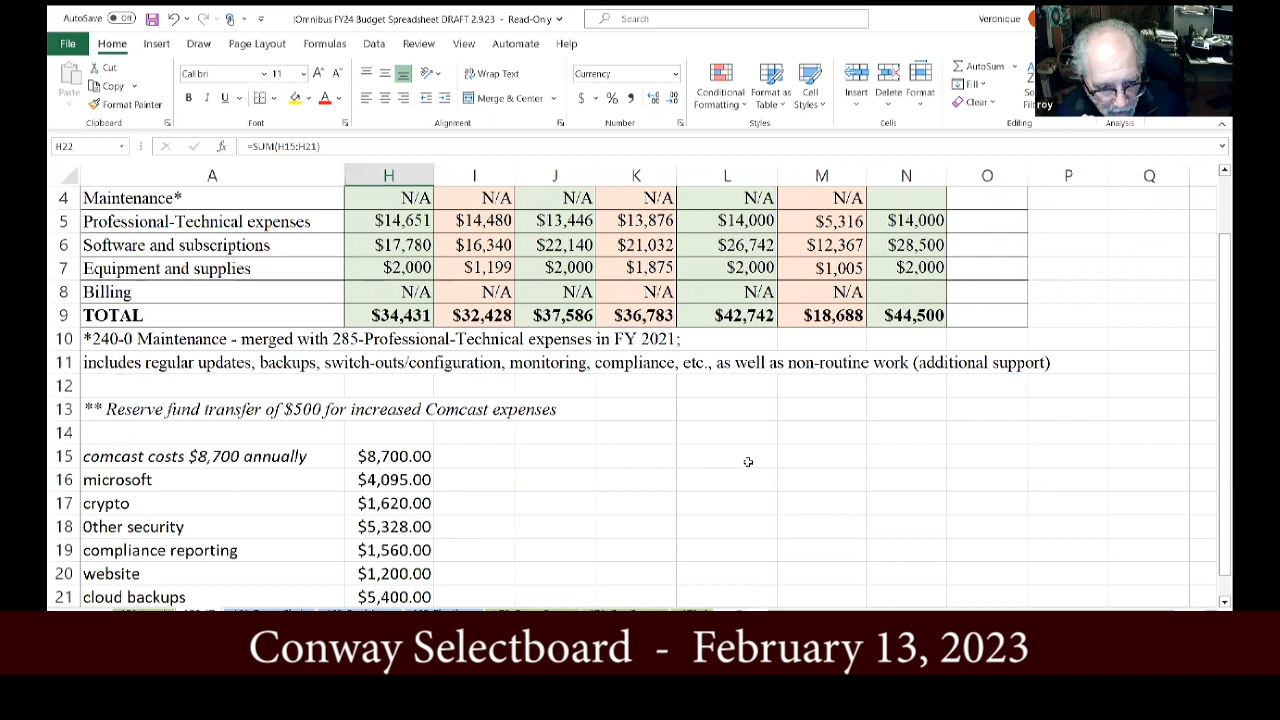 AutoSave Off !Omnibus FY24 Budget Spreadsheet DRAFT 2.9.23 - Read-Only Search Veronique
File Home Insert Draw Page Layout Formulas Data Review View Automate Help
Paste Cut Copy Format Painter Calibri 11 B I U Wrap Text Merge & Center Currency $ % Conditional Formatting Format as Table Cell Styles Insert Delete Format AutoSum Fill Clear roy
Clipboard Font Alignment Number Styles Cells Editing Analysis
H22 fx =SUM(H15:H21)
A H I J K L M N O P Q
4 Maintenance* N/A N/A N/A N/A N/A N/A
5 Professional-Technical expenses $14,651 $14,480 $13,446 $13,876 $14,000 $5,316 $14,000
6 Software and subscriptions $17,780 $16,340 $22,140 $21,032 $26,742 $12,367 $28,500
7 Equipment and supplies $2,000 $1,199 $2,000 $1,875 $2,000 $1,005 $2,000
8 Billing N/A N/A N/A N/A N/A N/A
9 TOTAL $34,431 $32,428 $37,586 $36,783 $42,742 $18,688 $44,500
10 *240-0 Maintenance - merged with 285-Professional-Technical expenses in FY 2021;
11 includes regular updates, backups, switch-outs/configuration, monitoring, compliance, etc., as well as non-routine work (additional support)
12
13 ** Reserve fund transfer of $500 for increased Comcast expenses
14
15 comcast costs $8,700 annually $8,700.00
16 microsoft $4,095.00
17 crypto $1,620.00
18 0ther security $5,328.00
19 compliance reporting $1,560.00
20 website $1,200.00
21 cloud backups $5,400.00
Conway Selectboard - February 13, 2023